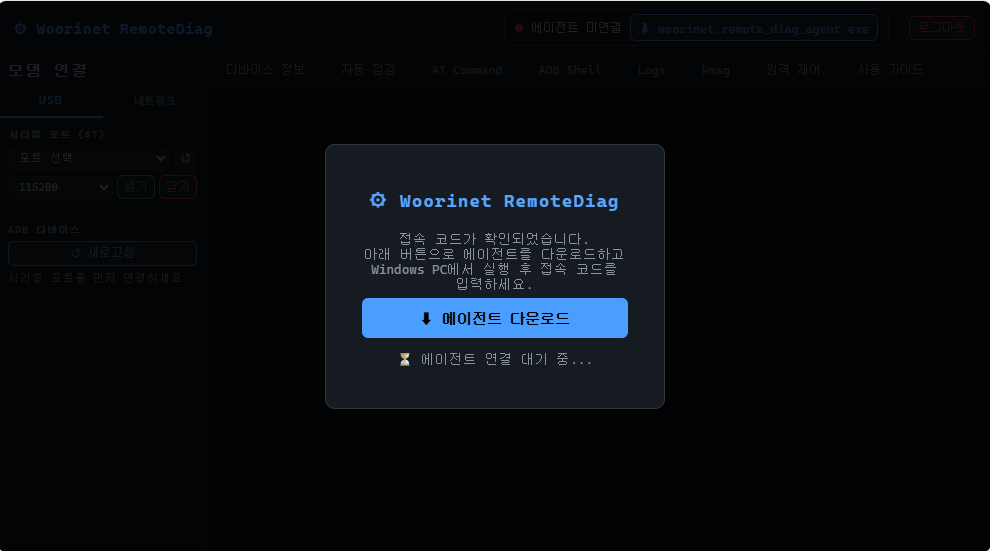 Woorinet RemoteDiag
에이전트 미연결
⬇ woorinet_remote_diag_agent.exe
로그아웃
모뎀 연결
디바이스 정보 자동 점검 AT Command ADB Shell Logs kmsg 원격 제어 사용 가이드
USB 네트워크
시리얼 포트 (AT)
포트 선택 ↺
115200 열기 닫기
ADB 디바이스
↺ 새로고침
시리얼 포트를 먼저 연결하세요
Woorinet RemoteDiag
접속 코드가 확인되었습니다.
아래 버튼으로 에이전트를 다운로드하고
Windows PC에서 실행 후 접속 코드를
입력하세요.
⬇ 에이전트 다운로드
⏳ 에이전트 연결 대기 중...